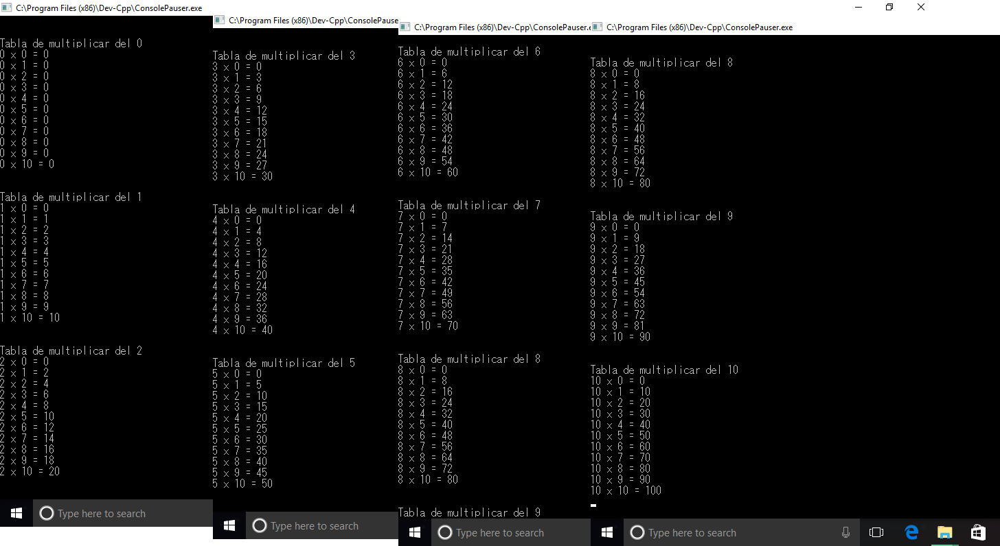 C:\Program Files (x86)\Dev-Cpp\ConsolePauser.exe
Tabla de multiplicar del 0
0 x 0 = 0
0 x 1 = 0
0 x 2 = 0
0 x 3 = 0
0 x 4 = 0
0 x 5 = 0
0 x 6 = 0
0 x 7 = 0
0 x 8 = 0
0 x 9 = 0
0 x 10 = 0
Tabla de multiplicar del 1
1 x 0 = 0
1 x 1 = 1
1 x 2 = 2
1 x 3 = 3
1 x 4 = 4
1 x 5 = 5
1 x 6 = 6
1 x 7 = 7
1 x 8 = 8
1 x 9 = 9
1 x 10 = 10
Tabla de multiplicar del 2
2 x 0 = 0
2 x 1 = 2
2 x 2 = 4
2 x 3 = 6
2 x 4 = 8
2 x 5 = 10
2 x 6 = 12
2 x 7 = 14
2 x 8 = 16
2 x 9 = 18
2 x 10 = 20
Type here to search
C:\Program Files (x86)\Dev-Cpp\ConsolePause
Tabla de multiplicar del 3
3 x 0 = 0
3 x 1 = 3
3 x 2 = 6
3 x 3 = 9
3 x 4 = 12
3 x 5 = 15
3 x 6 = 18
3 x 7 = 21
3 x 8 = 24
3 x 9 = 27
3 x 10 = 30
Tabla de multiplicar del 4
4 x 0 = 0
4 x 1 = 4
4 x 2 = 8
4 x 3 = 12
4 x 4 = 16
4 x 5 = 20
4 x 6 = 24
4 x 7 = 28
4 x 8 = 32
4 x 9 = 36
4 x 10 = 40
Tabla de multiplicar del 5
5 x 0 = 0
5 x 1 = 5
5 x 2 = 10
5 x 3 = 15
5 x 4 = 20
5 x 5 = 25
5 x 6 = 30
5 x 7 = 35
5 x 8 = 40
5 x 9 = 45
5 x 10 = 50
Type here to search
C:\Program Files (x86)\Dev-Cpp\ConsolePauser.e
Tabla de multiplicar del 6
6 x 0 = 0
6 x 1 = 6
6 x 2 = 12
6 x 3 = 18
6 x 4 = 24
6 x 5 = 30
6 x 6 = 36
6 x 7 = 42
6 x 8 = 48
6 x 9 = 54
6 x 10 = 60
Tabla de multiplicar del 7
7 x 0 = 0
7 x 1 = 7
7 x 2 = 14
7 x 3 = 21
7 x 4 = 28
7 x 5 = 35
7 x 6 = 42
7 x 7 = 49
7 x 8 = 56
7 x 9 = 63
7 x 10 = 70
Tabla de multiplicar del 8
8 x 0 = 0
8 x 1 = 8
8 x 2 = 16
8 x 3 = 24
8 x 4 = 32
8 x 5 = 40
8 x 6 = 48
8 x 7 = 56
8 x 8 = 64
8 x 9 = 72
8 x 10 = 80
Tabla de multiplicar del 9
Type here to search
C:\Program Files (x86)\Dev-Cpp\ConsolePauser.exe
Tabla de multiplicar del 8
8 x 0 = 0
8 x 1 = 8
8 x 2 = 16
8 x 3 = 24
8 x 4 = 32
8 x 5 = 40
8 x 6 = 48
8 x 7 = 56
8 x 8 = 64
8 x 9 = 72
8 x 10 = 80
Tabla de multiplicar del 9
9 x 0 = 0
9 x 1 = 9
9 x 2 = 18
9 x 3 = 27
9 x 4 = 36
9 x 5 = 45
9 x 6 = 54
9 x 7 = 63
9 x 8 = 72
9 x 9 = 81
9 x 10 = 90
Tabla de multiplicar del 10
10 x 0 = 0
10 x 1 = 10
10 x 2 = 20
10 x 3 = 30
10 x 4 = 40
10 x 5 = 50
10 x 6 = 60
10 x 7 = 70
10 x 8 = 80
10 x 9 = 90
10 x 10 = 100
Type here to search